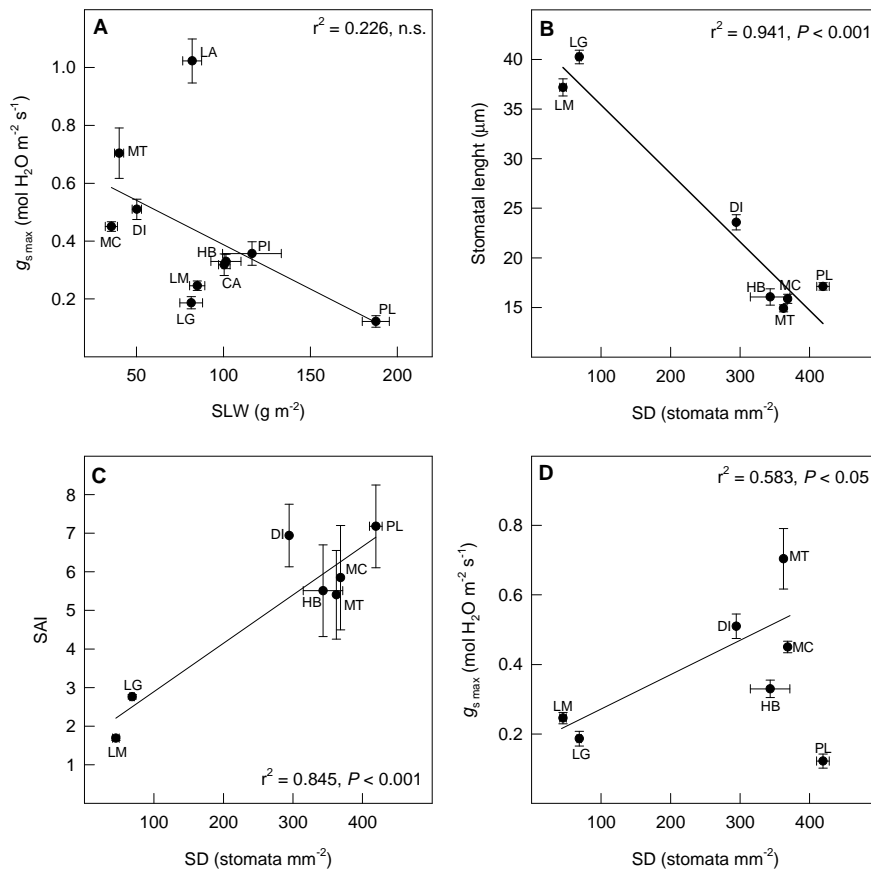 A
r² = 0.226, n.s.
LA
MT
DI
MC
HB
PI
LM
CA
LG
PL
1.0
0.8
0.6
0.4
0.2
g s max (mol H₂O m⁻² s⁻¹)
50 100 150 200
SLW (g m⁻²)
B
r² = 0.941, P < 0.001
LG
LM
DI
HB
MC
PL
MT
40
35
30
25
20
15
Stomatal lenght (μm)
100 200 300 400
SD (stomata mm⁻²)
C
DI
PL
MC
HB
MT
LG
LM
r² = 0.845, P < 0.001
8
7
6
5
4
3
2
1
SAI
100 200 300 400
SD (stomata mm⁻²)
D
r² = 0.583, P < 0.05
MT
DI
MC
HB
LM
LG
PL
0.8
0.6
0.4
0.2
g s max (mol H₂O m⁻² s⁻¹)
100 200 300 400
SD (stomata mm⁻²)